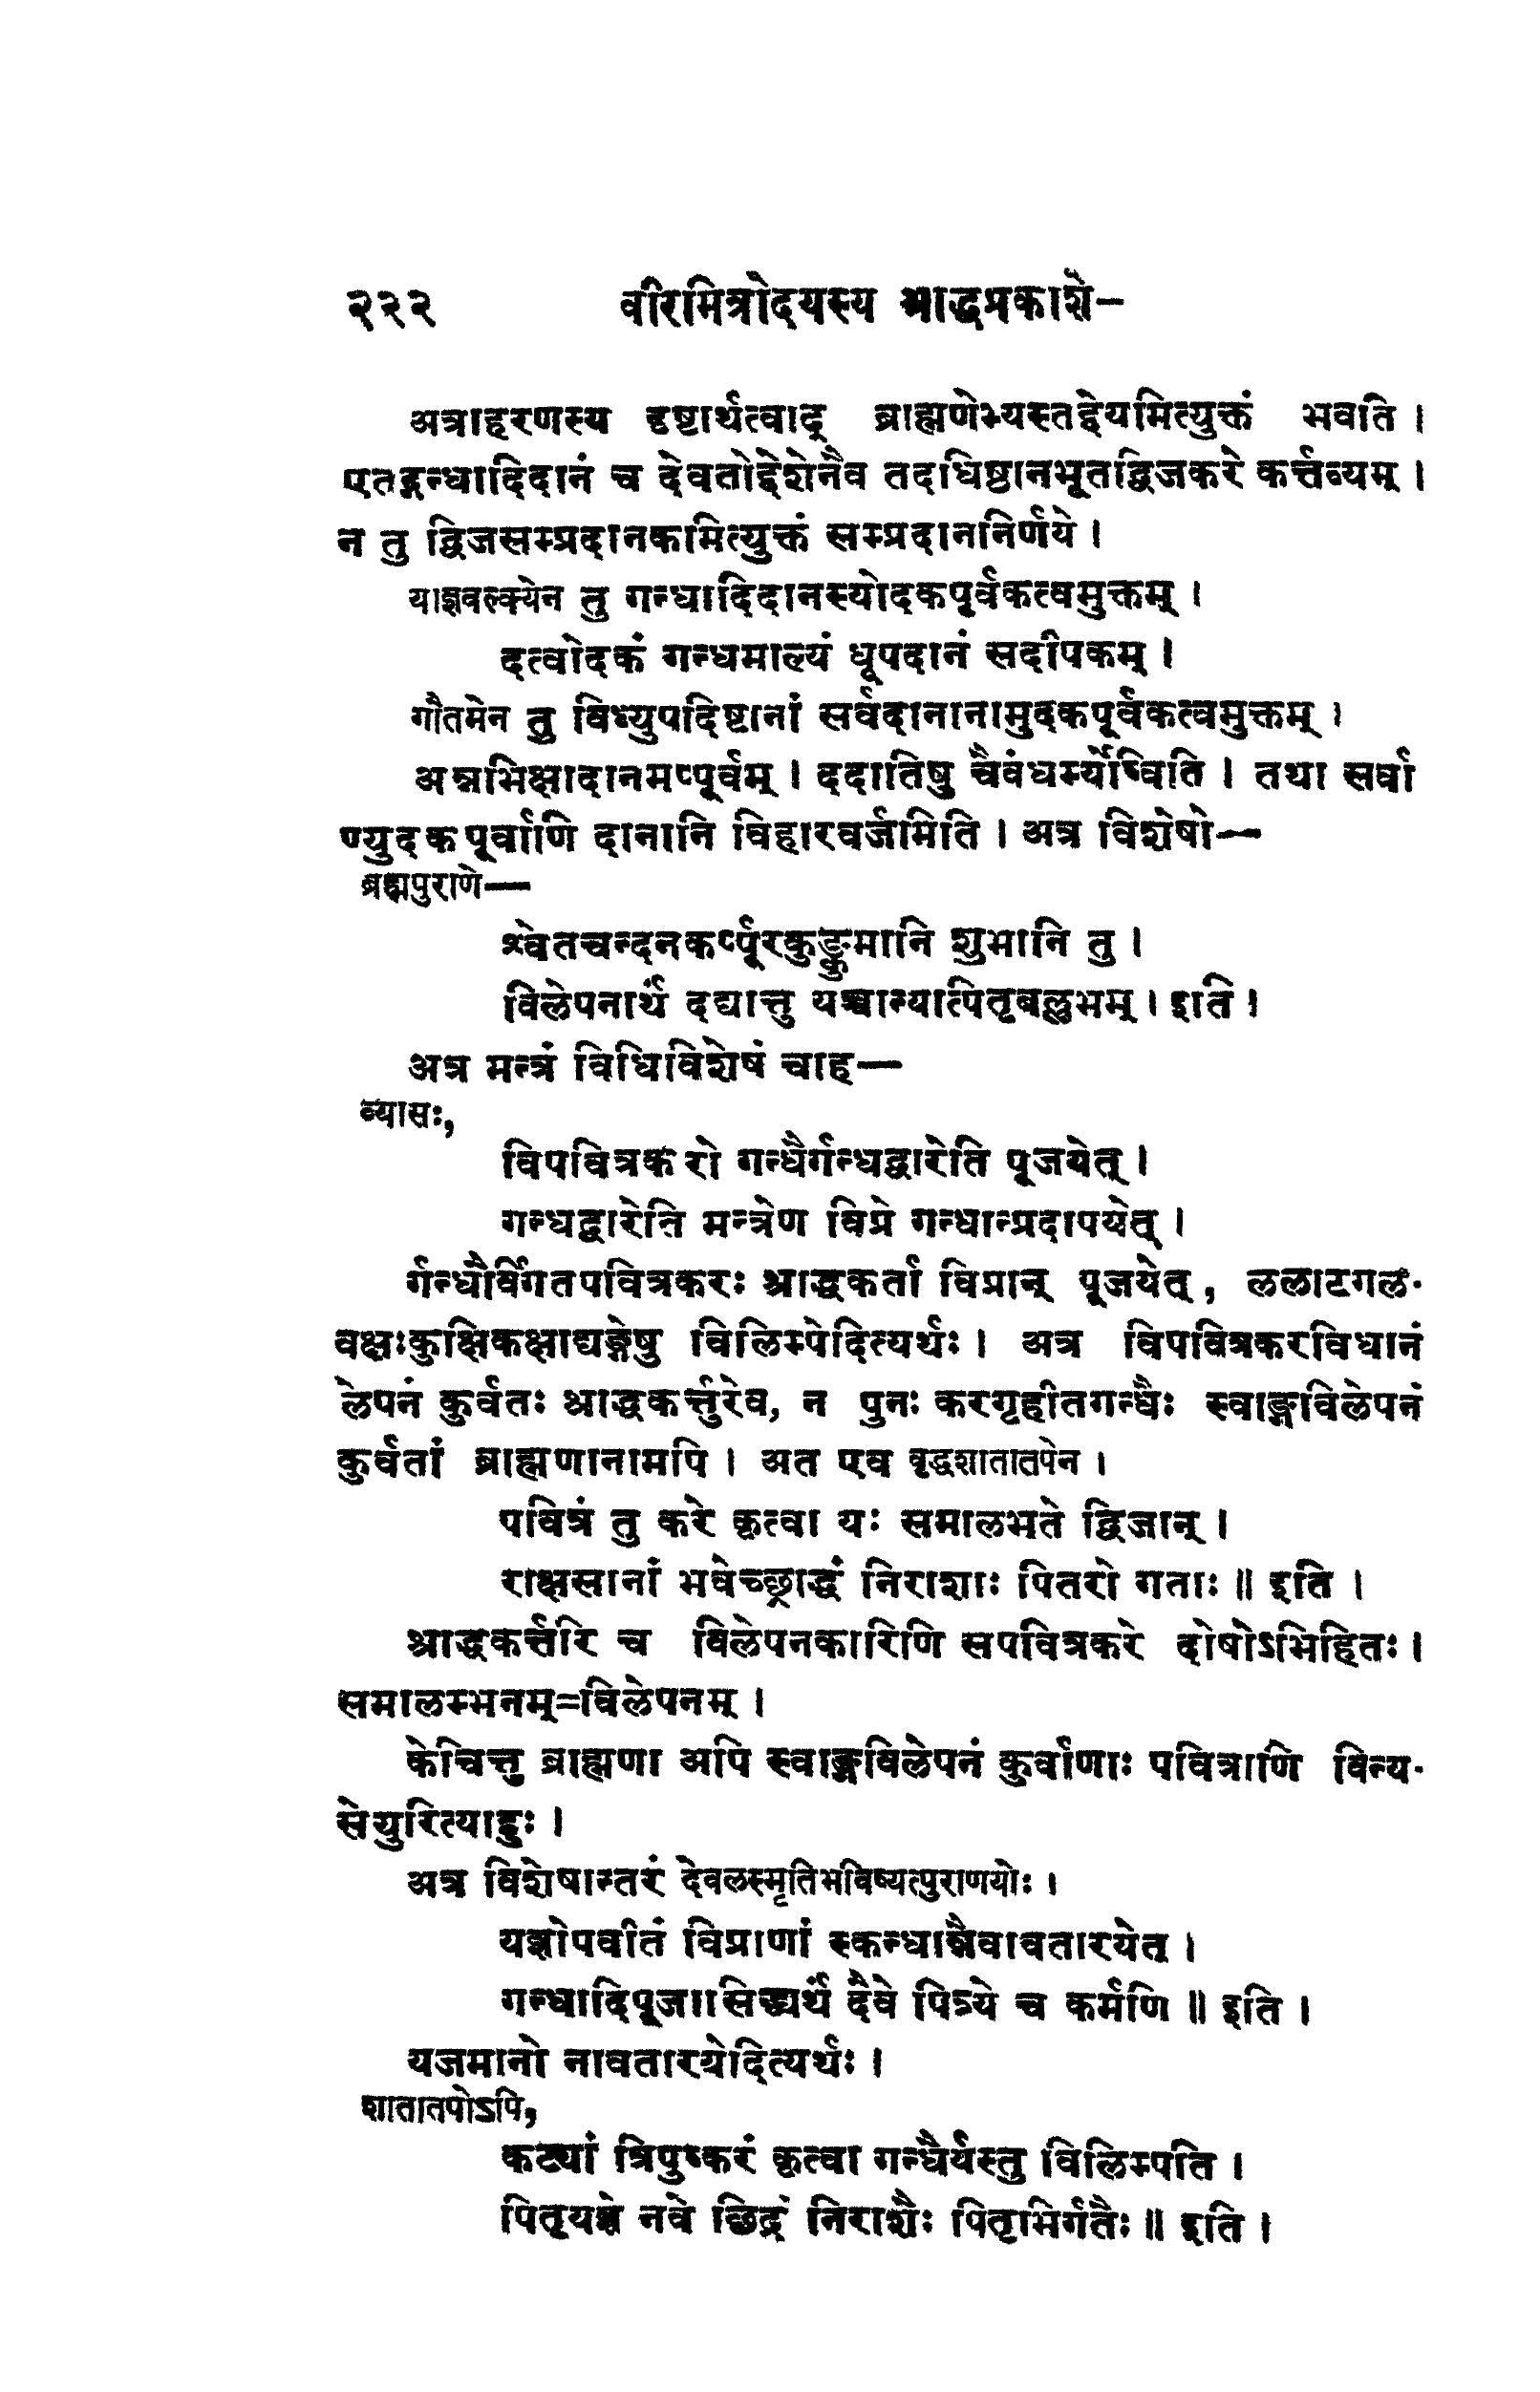 २२२ वीरमित्रोदयस्य श्राद्धप्रकाशे-
अत्राहरणस्य दृष्टार्थत्वाद् ब्राह्मणेभ्यस्तद्देयमित्युक्तं भवति ।
एतद्गन्धादिदानं च देवतोद्देशेनैव तदधिष्ठानभूतद्विजकरे कर्त्तव्यम् ।
न तु द्विजसम्प्रदानकमित्युक्तं सम्प्रदाननिर्णये ।
याज्ञवल्क्येन तु गन्धादिदानस्योदकपूर्वकत्वमुक्तम् ।
दत्वोदकं गन्धमाल्यं धूपदानं सदीपकम् ।
गौतमेन तु विध्युपदिष्टानां सर्वदानानामुदकपूर्वकत्वमुक्तम् ।
अन्नभिक्षादानमप्पूर्वम् । ददातिषु चैवंधर्म्येष्विति । तथा सर्वा
ण्युदकपूर्वाणि दानानि विहारवर्जमिति । अत्र विशेषो—
ब्रह्मपुराणे—
श्वेतचन्दनकर्प्पूरकुङ्कुमानि शुभानि तु ।
विलेपनार्थं दद्यात्तु यच्चान्यत्पितृवल्लभम् । इति ।
अत्र मन्त्रं विधिविशेषं चाह—
व्यासः,
विपवित्रकरो गन्धैर्गन्धद्वारेति पूजयेत् ।
गन्धद्वारेति मन्त्रेण विप्रे गन्धान्प्रदापयेत् ।
र्गन्धैर्विगतपवित्रकरः श्राद्धकर्ता विप्रान् पूजयेत्, ललाटगल-
वक्षःकुक्षिकक्षाद्यङ्गेषु विलिम्पेदित्यर्थः । अत्र विपवित्रकरविधानं
लेपनं कुर्वतः श्राद्धकर्त्तुरेव, न पुनः करगृहीतगन्धैः स्वाङ्गविलेपनं
कुर्वतां ब्राह्मणानामपि । अत एव वृद्धशातातपेन ।
पवित्रं तु करे कृत्वा यः समालभते द्विजान् ।
राक्षसानां भवेच्छ्राद्धं निराशाः पितरो गताः ॥ इति ।
श्राद्धकर्त्तरि च विलेपनकारिणि सपवित्रकरे दोषोऽभिहितः ।
समालम्भनम्=विलेपनम् ।
केचित्तु ब्राह्मणा अपि स्वाङ्गविलेपनं कुर्वाणाः पवित्राणि विन्य-
सेयुरित्याहुः ।
अत्र विशेषान्तरं देवलस्मृतिभविष्यत्पुराणयोः ।
यज्ञोपवीतं विप्राणां स्कन्धान्नैवावतारयेत् ।
गन्धादिपूजासिद्ध्यर्थं दैवे पित्र्ये च कर्मणि ॥ इति ।
यजमानो नावतारयेदित्यर्थः ।
शातातपोऽपि,
कट्यां त्रिपुष्करं कृत्वा गन्धैर्यस्तु विलिम्पति ।
पितृयज्ञे नवे छिद्रं निराशैः पितृभिर्गतैः ॥ इति ।